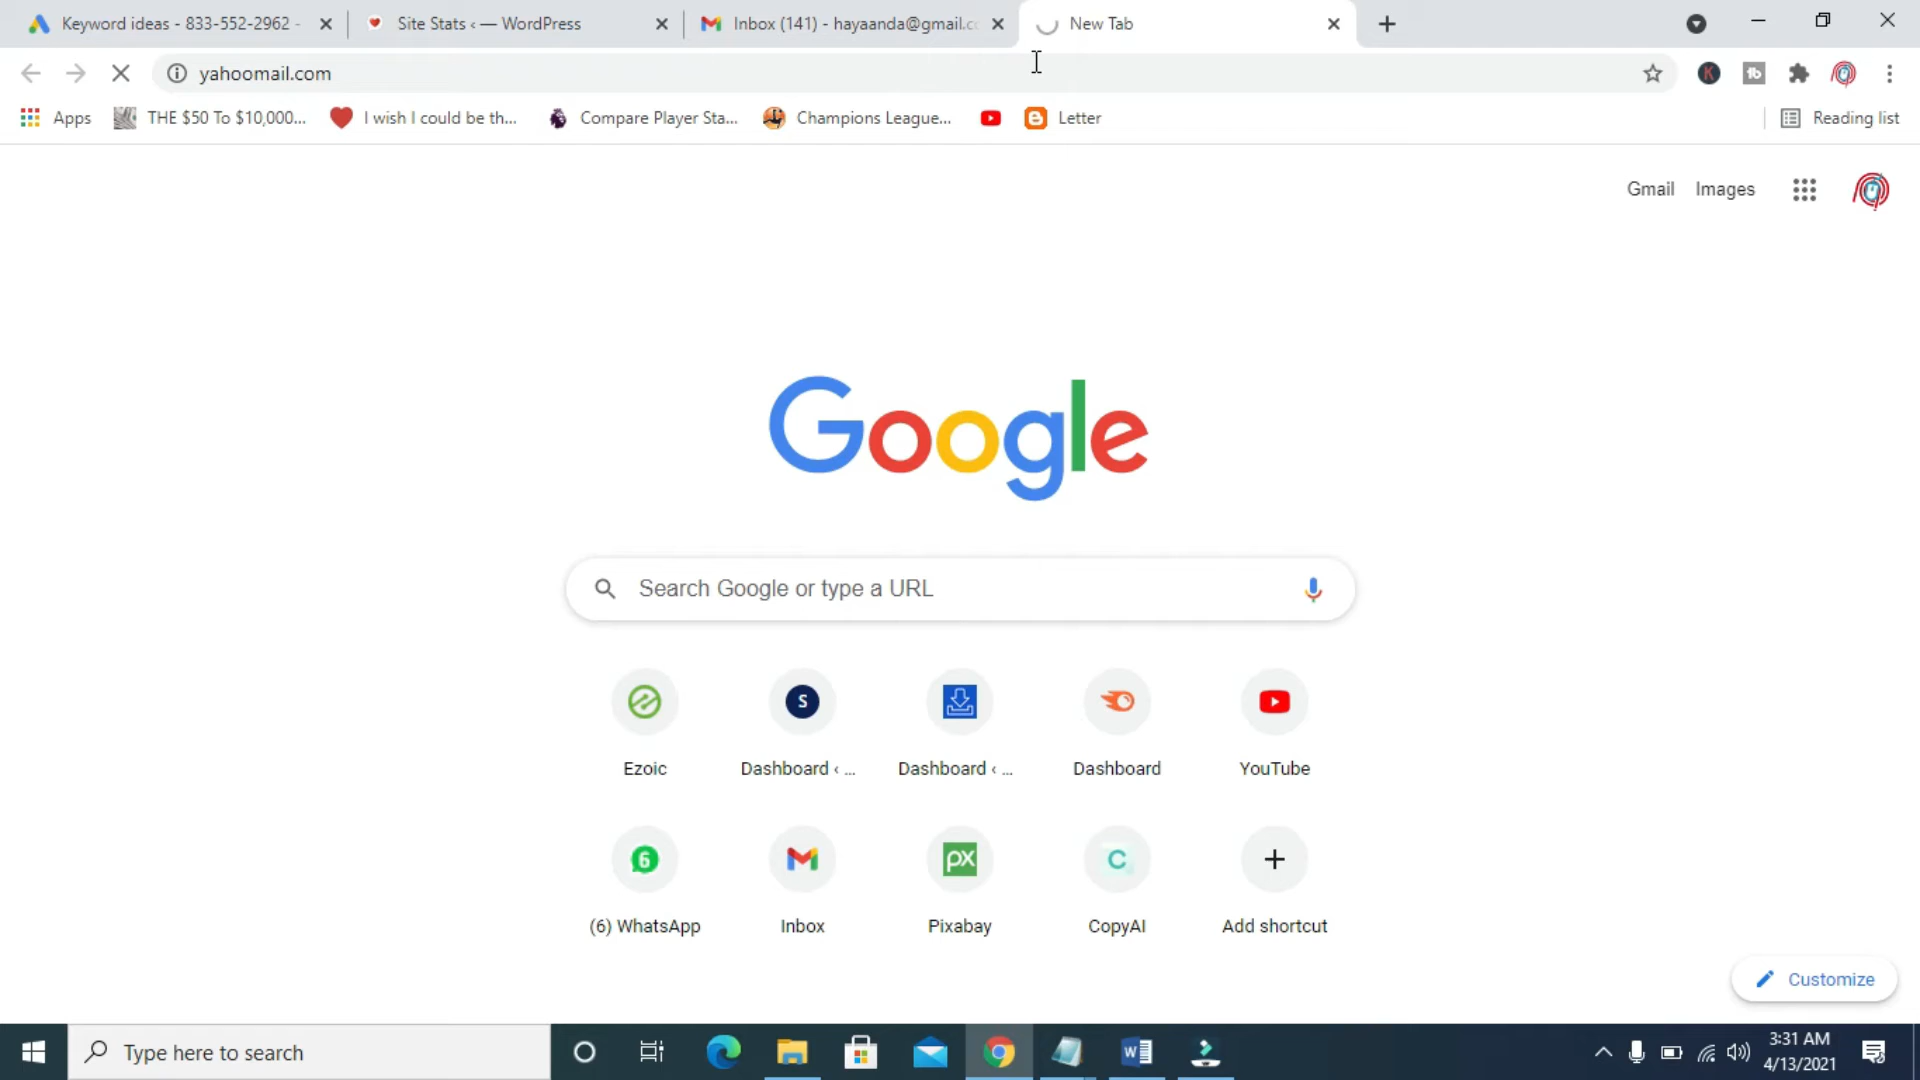 Keyword ideas - 833-552-2962 -
Site Stats ‹ — WordPress
Inbox (141) - hayaanda@gmail.c
New Tab
yahoomail.com
K
tb
Apps
THE $50 To $10,000...
I wish I could be th...
Compare Player Sta...
Champions League...
Letter
Reading list
Gmail
Images
Google
Search Google or type a URL
S
Ezoic
Dashboard ‹ ...
Dashboard ‹ ...
Dashboard
YouTube
6
px
C
(6) WhatsApp
Inbox
Pixabay
CopyAI
Add shortcut
Customize
Type here to search
W
3:31 AM
4/13/2021